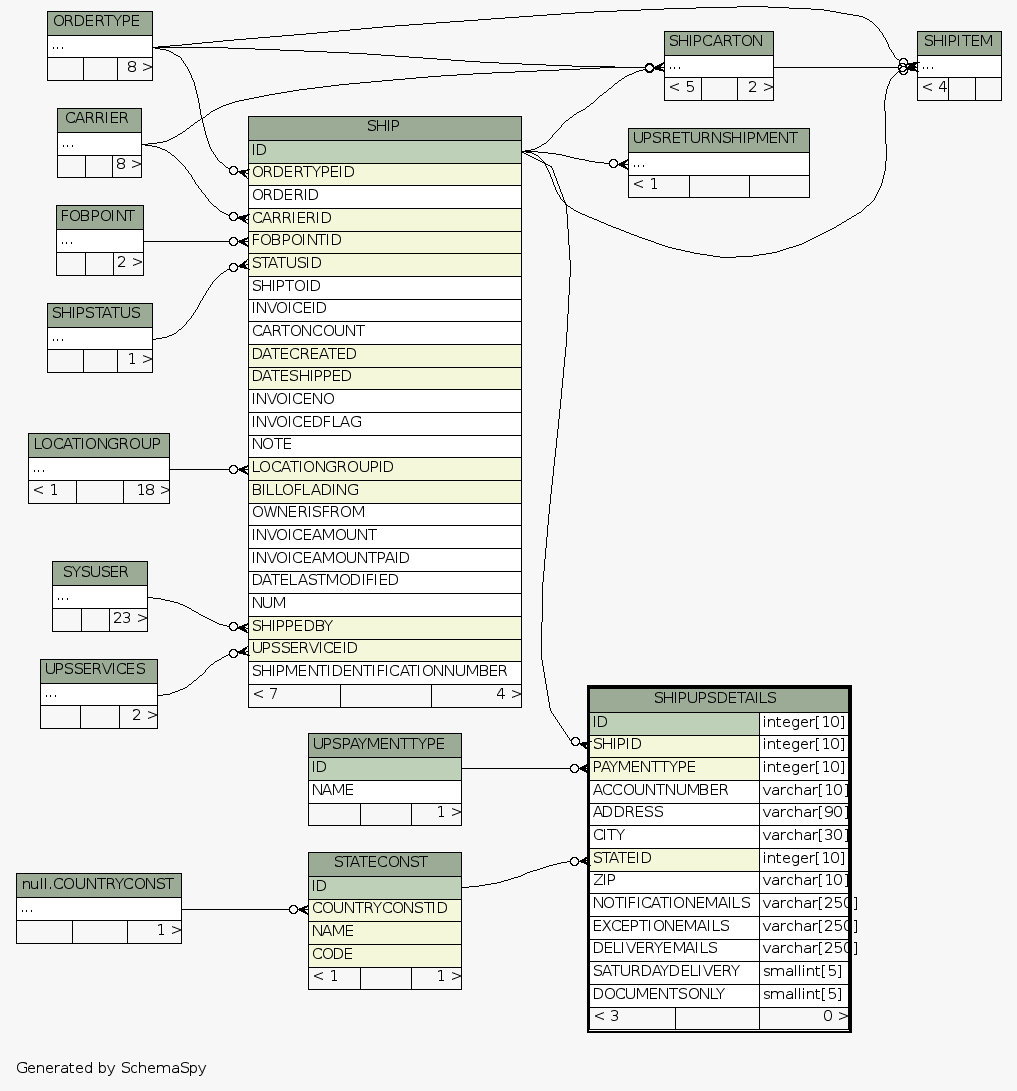 ORDERTYPE
...
8 >
CARRIER
...
8 >
FOBPOINT
...
2 >
SHIPSTATUS
...
1 >
LOCATIONGROUP
...
< 1 18 >
SYSUSER
...
23 >
UPSSERVICES
...
2 >
SHIP
ID
ORDERTYPEID
ORDERID
CARRIERID
FOBPOINTID
STATUSID
SHIPTOID
INVOICEID
CARTONCOUNT
DATECREATED
DATESHIPPED
INVOICENO
INVOICEDFLAG
NOTE
LOCATIONGROUPID
BILLOFLADING
OWNERISFROM
INVOICEAMOUNT
INVOICEAMOUNTPAID
DATELASTMODIFIED
NUM
SHIPPEDBY
UPSSERVICEID
SHIPMENTIDENTIFICATIONNUMBER
< 7 4 >
SHIPCARTON
...
< 5 2 >
SHIPITEM
...
< 4
UPSRETURNSHIPMENT
...
< 1
UPSPAYMENTTYPE
ID
NAME
1 >
null.COUNTRYCONST
...
1 >
STATECONST
ID
COUNTRYCONSTID
NAME
CODE
< 1 1 >
SHIPUPSDETAILS
ID integer[10]
SHIPID integer[10]
PAYMENTTYPE integer[10]
ACCOUNTNUMBER varchar[10]
ADDRESS varchar[90]
CITY varchar[30]
STATEID integer[10]
ZIP varchar[10]
NOTIFICATIONEMAILS varchar[250]
EXCEPTIONEMAILS varchar[250]
DELIVERYEMAILS varchar[250]
SATURDAYDELIVERY smallint[5]
DOCUMENTSONLY smallint[5]
< 3 0 >
Generated by SchemaSpy